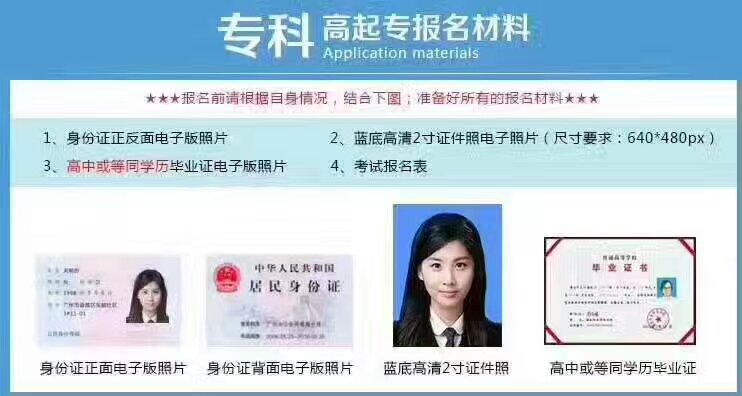 专科 高起专报名材料
Application materials
★★★报名前请根据目身情况，结合下图；准备好所有的报名材料★★★
1、身份证正反面电子版照片
2、蓝底高清2寸证件照电子照片（尺寸要求：640*480px）
3、高中或等同学历毕业证电子版照片
4、考试报名表
中华人民共和国
居民身份证
普通高等学校
毕业证书
身份证正面电子版照片
身份证背面电子版照片
蓝底高清2寸证件照
高中或等同学历毕业证